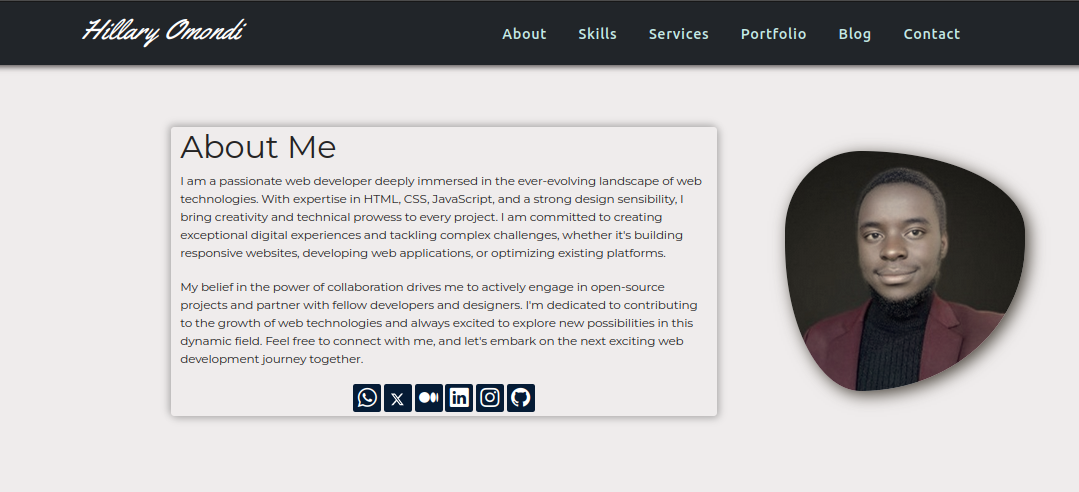 Hillary Omondi
About Skills Services Portfolio Blog Contact
About Me
I am a passionate web developer deeply immersed in the ever-evolving landscape of web
technologies. With expertise in HTML, CSS, JavaScript, and a strong design sensibility, I
bring creativity and technical prowess to every project. I am committed to creating
exceptional digital experiences and tackling complex challenges, whether it's building
responsive websites, developing web applications, or optimizing existing platforms.
My belief in the power of collaboration drives me to actively engage in open-source
projects and partner with fellow developers and designers. I'm dedicated to contributing
to the growth of web technologies and always excited to explore new possibilities in this
dynamic field. Feel free to connect with me, and let's embark on the next exciting web
development journey together.